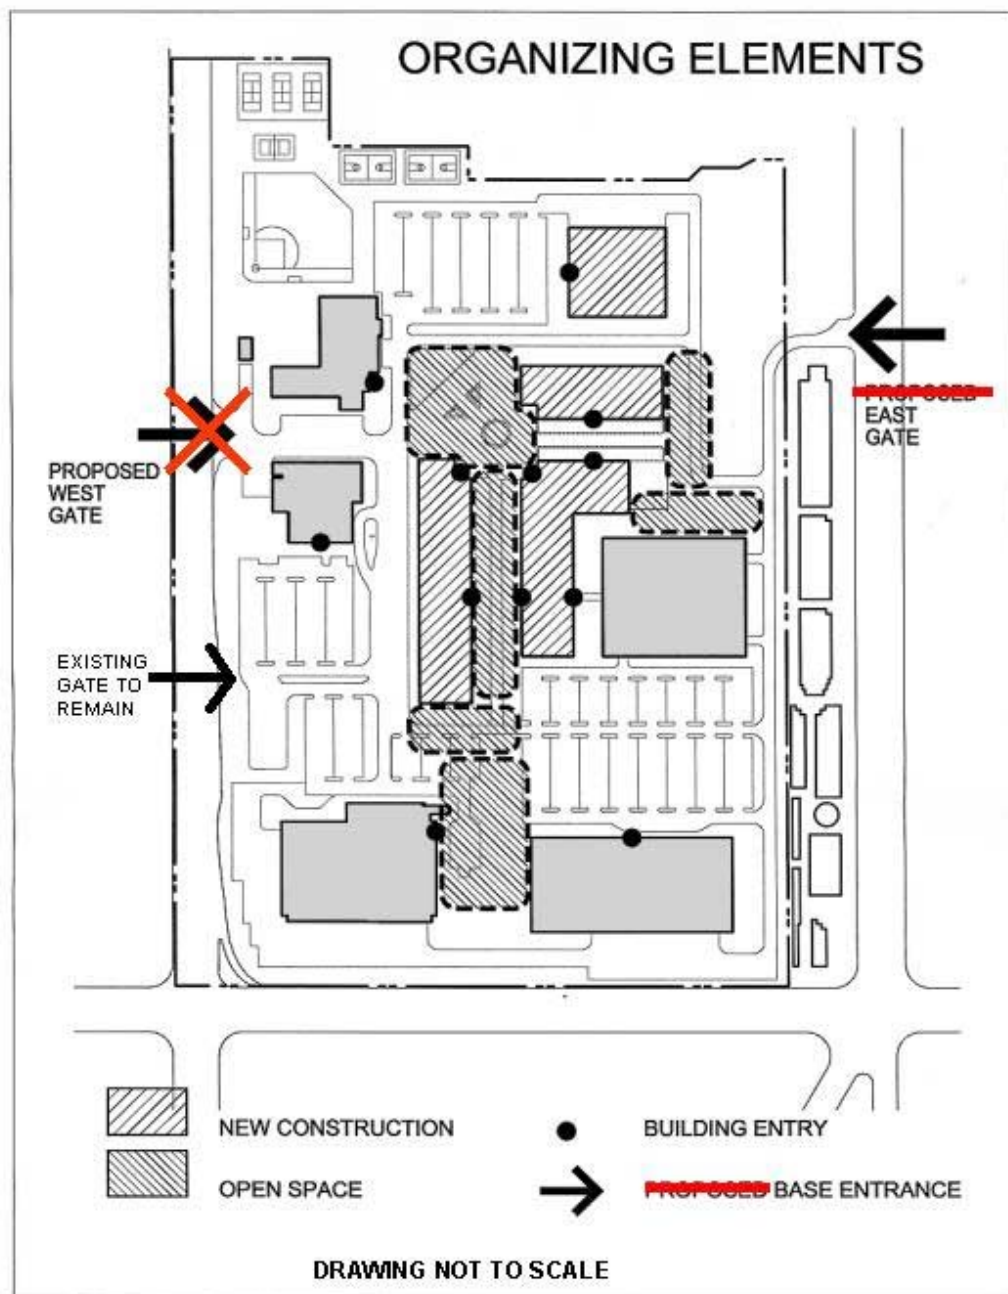 ORGANIZING ELEMENTS
PROPOSED
EAST
GATE
PROPOSED
WEST
GATE
EXISTING
GATE TO
REMAIN
NEW CONSTRUCTION
BUILDING ENTRY
OPEN SPACE
PROPOSED BASE ENTRANCE
DRAWING NOT TO SCALE